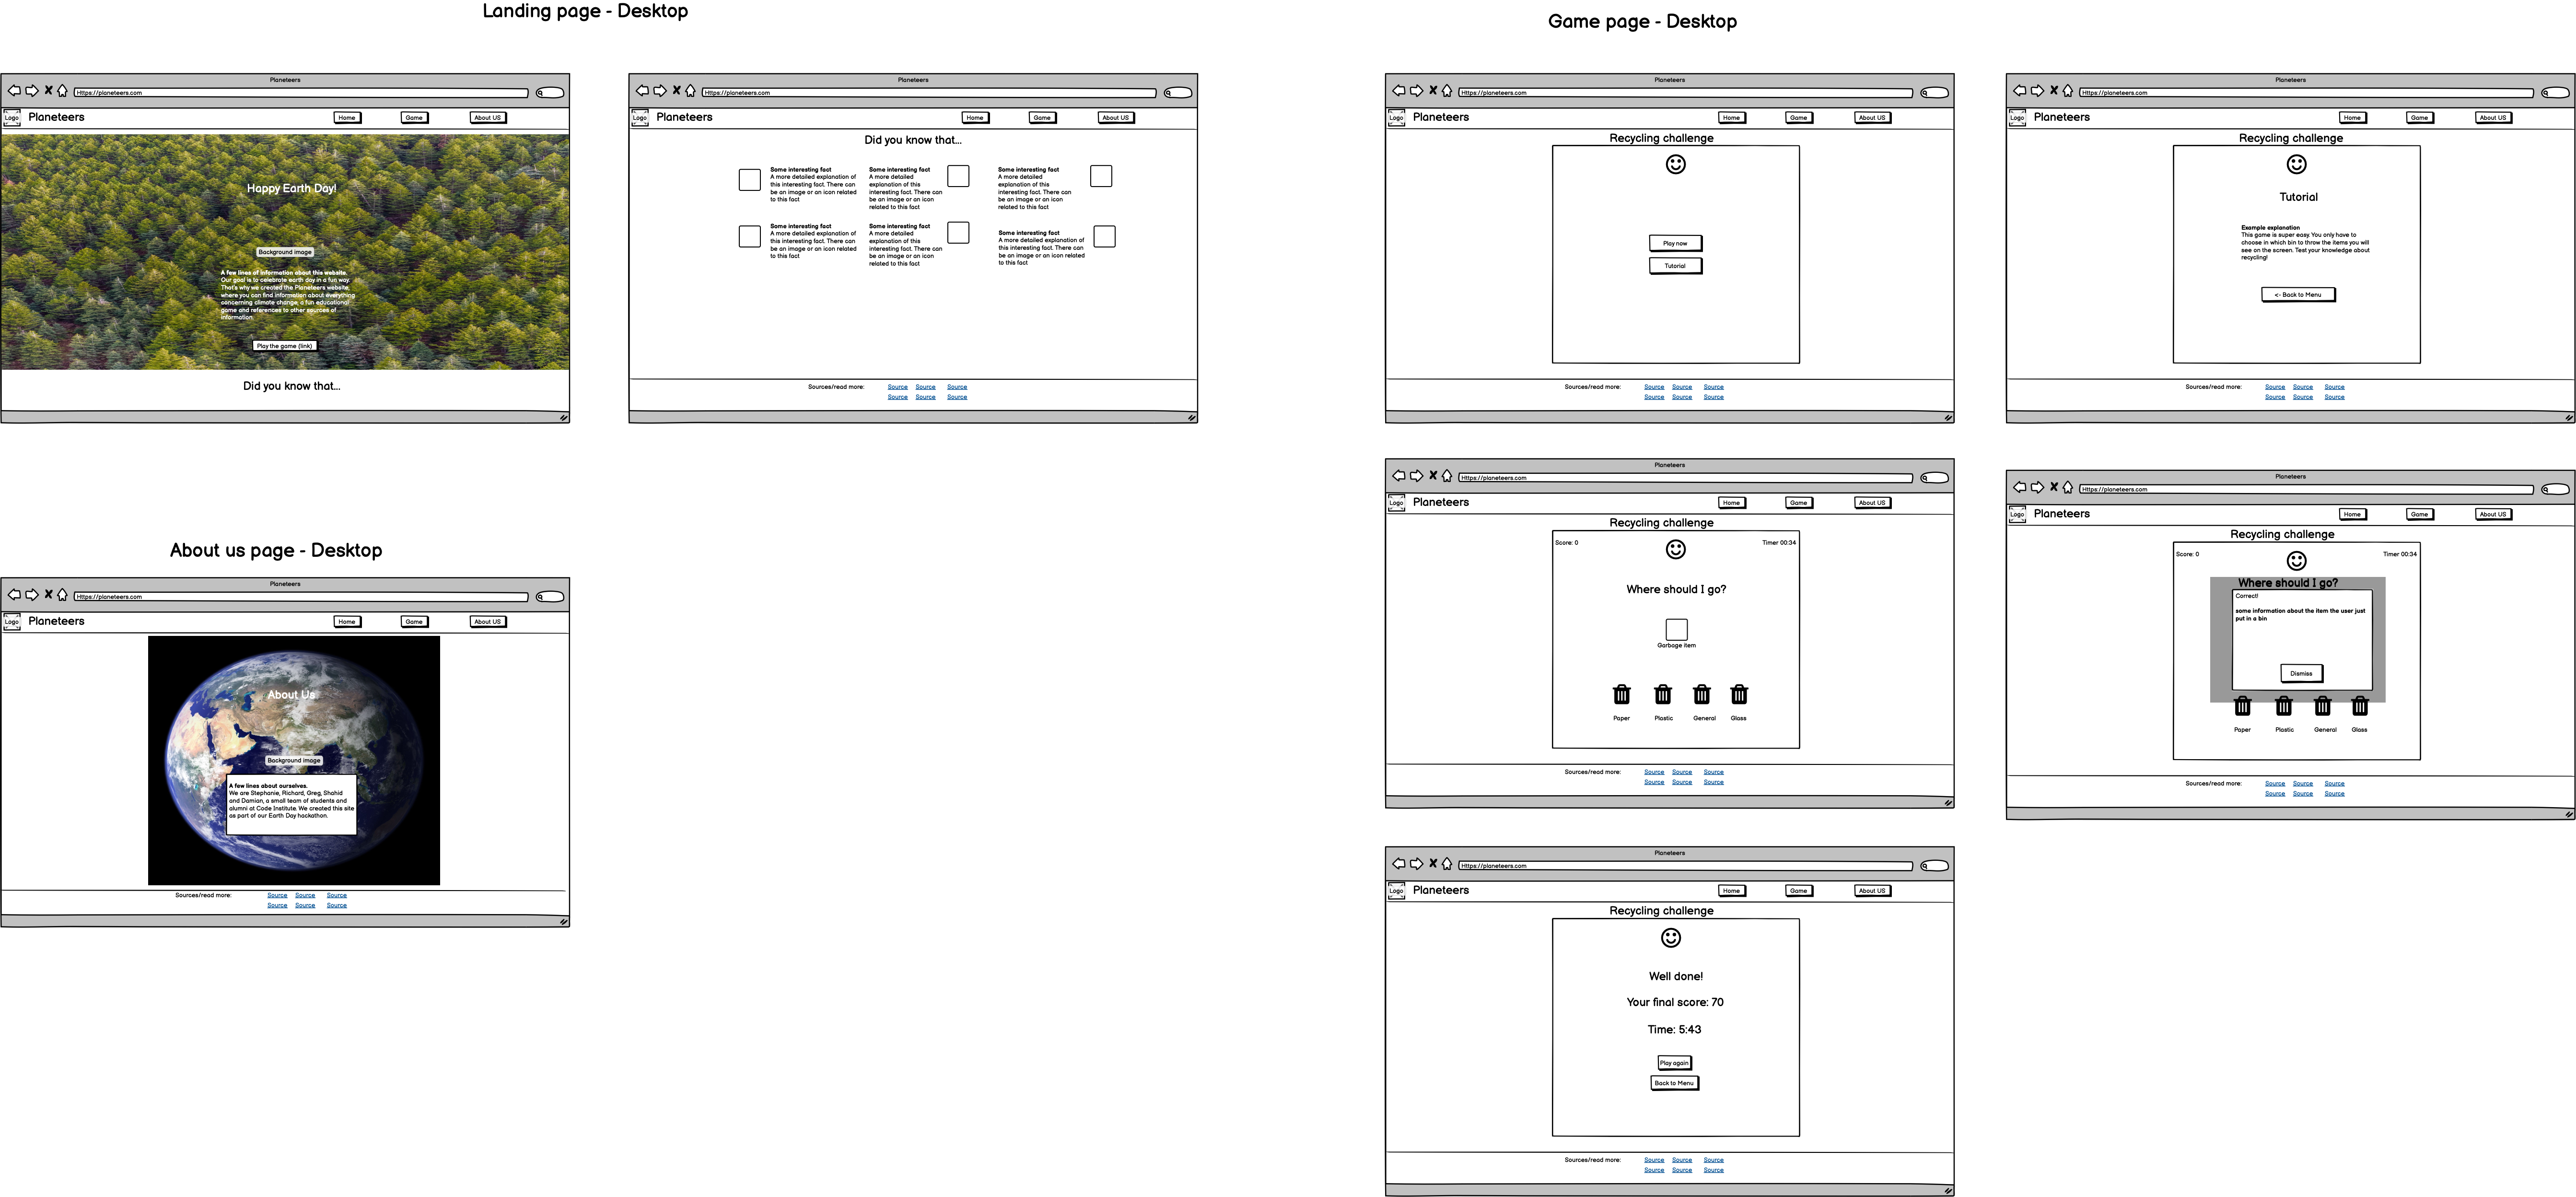 Landing page - Desktop
Planeteers
Https://planeteers.com
Logo
Planeteers
Home
Game
About US
Happy Earth Day!
Background image
A few lines of information about this website.
Our goal is to celebrate earth day in a fun way.
That's why we created the Planeteers website,
where you can find information about everything
concerning climate change, a fun educational
game and references to other sources of
information.
Play the game (link)
Did you know that...
Planeteers
Https://planeteers.com
Logo
Planeteers
Home
Game
About US
Did you know that...
Some interesting fact
A more detailed explanation of
this interesting fact. There can
be an image or an icon related
to this fact
Some interesting fact
A more detailed
explanation of this
interesting fact. There can
be an image or an icon
related to this fact
Some interesting fact
A more detailed
explanation of this
interesting fact. There can
be an image or an icon
related to this fact
Some interesting fact
A more detailed explanation of
this interesting fact. There can
be an image or an icon related
to this fact
Some interesting fact
A more detailed
explanation of this
interesting fact. There can
be an image or an icon
related to this fact
Some interesting fact
A more detailed explanation of
this interesting fact. There can
be an image or an icon related
to this fact
Sources/read more:
Source Source Source
Source Source Source
About us page - Desktop
Planeteers
Https://planeteers.com
Logo
Planeteers
Home
Game
About US
About Us
Background image
A few lines about ourselves.
We are Stephanie, Richard, Greg, Shahid
and Damian, a small team of students and
alumni at Code Institute. We created this site
as part of our Earth Day hackathon.
Sources/read more:
Source Source Source
Source Source Source
Game page - Desktop
Planeteers
Https://planeteers.com
Logo
Planeteers
Home
Game
About US
Recycling challenge
Play now
Tutorial
Sources/read more:
Source Source Source
Source Source Source
Planeteers
Https://planeteers.com
Logo
Planeteers
Home
Game
About US
Recycling challenge
Tutorial
Example explanation
This game is super easy. You only have to
choose in which bin to throw the items you will
see on the screen. Test your knowledge about
recycling!
<- Back to Menu
Sources/read more:
Source Source Source
Source Source Source
Planeteers
Https://planeteers.com
Logo
Planeteers
Home
Game
About US
Recycling challenge
Score: 0
Timer 00:34
Where should I go?
Garbage item
Paper
Plastic
General
Glass
Sources/read more:
Source Source Source
Source Source Source
Planeteers
Https://planeteers.com
Logo
Planeteers
Home
Game
About US
Recycling challenge
Score: 0
Timer 00:34
Where should I go?
Correct!
some information about the item the user just
put in a bin
Dismiss
Paper
Plastic
General
Glass
Sources/read more:
Source Source Source
Source Source Source
Planeteers
Https://planeteers.com
Logo
Planeteers
Home
Game
About US
Recycling challenge
Well done!
Your final score: 70
Time: 5:43
Play again
Back to Menu
Sources/read more:
Source Source Source
Source Source Source